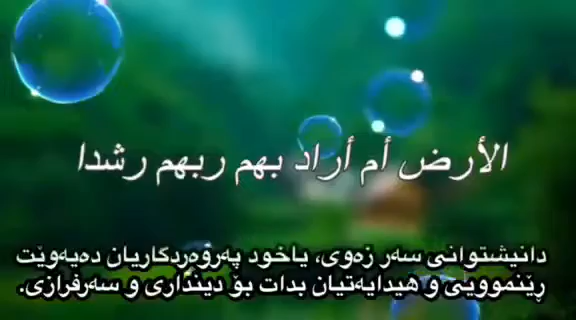 الأرض أم أراد بهم ربهم رشدا
دانیشتوانی سەر زەوی، یاخود پەروەردگاریان دەیەوێت
ڕێنموویی و هیدایەتیان بدات بۆ دینداری و سەرفرازی.